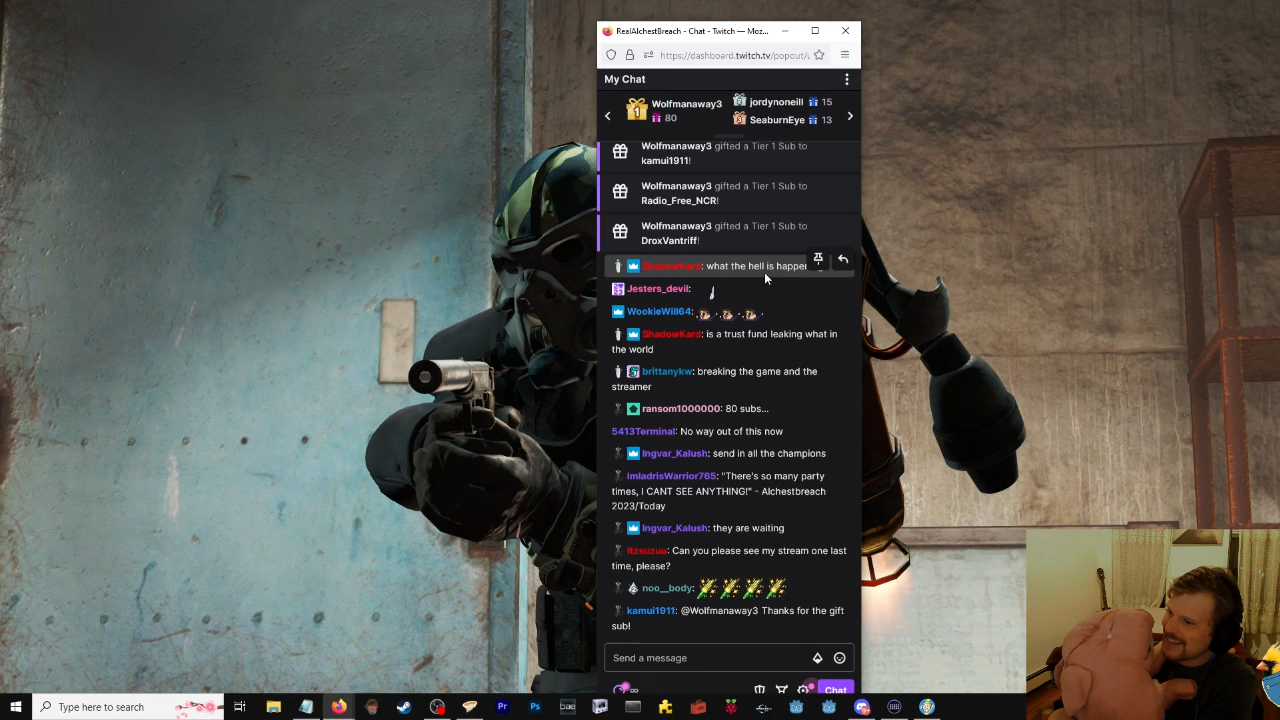 RealAlchestBreach - Chat - Twitch — Moz...
https://dashboard.twitch.tv/popout/u
My Chat
Wolfmanaway3
80
jordyneill 15
SeaburnEye 13
Wolfmanaway3 gifted a Tier 1 Sub to
kamui1911!
Wolfmanaway3 gifted a Tier 1 Sub to
Radio_Free_NCR!
Wolfmanaway3 gifted a Tier 1 Sub to
DroxVantriff!
ShadowKard: what the hell is happen
Jesters_devil:
WookieWill64:
ShadowKard: is a trust fund leaking what in
the world
brittanykw: breaking the game and the
streamer
ransom1000000: 80 subs...
5413Terminal: No way out of this now
Ingvar_Kalush: send in all the champions
ImladrisWarrior765: "There's so many party
times, I CANT SEE ANYTHING!" - Alchestbreach
2023/Today
Ingvar_Kalush: they are waiting
Itzsuzuu: Can you please see my stream one last
time, please?
noo__body:
kamui1911: @Wolfmanaway3 Thanks for the gift
sub!
Send a message
Chat
Type here to search
Pr
Ps
bae